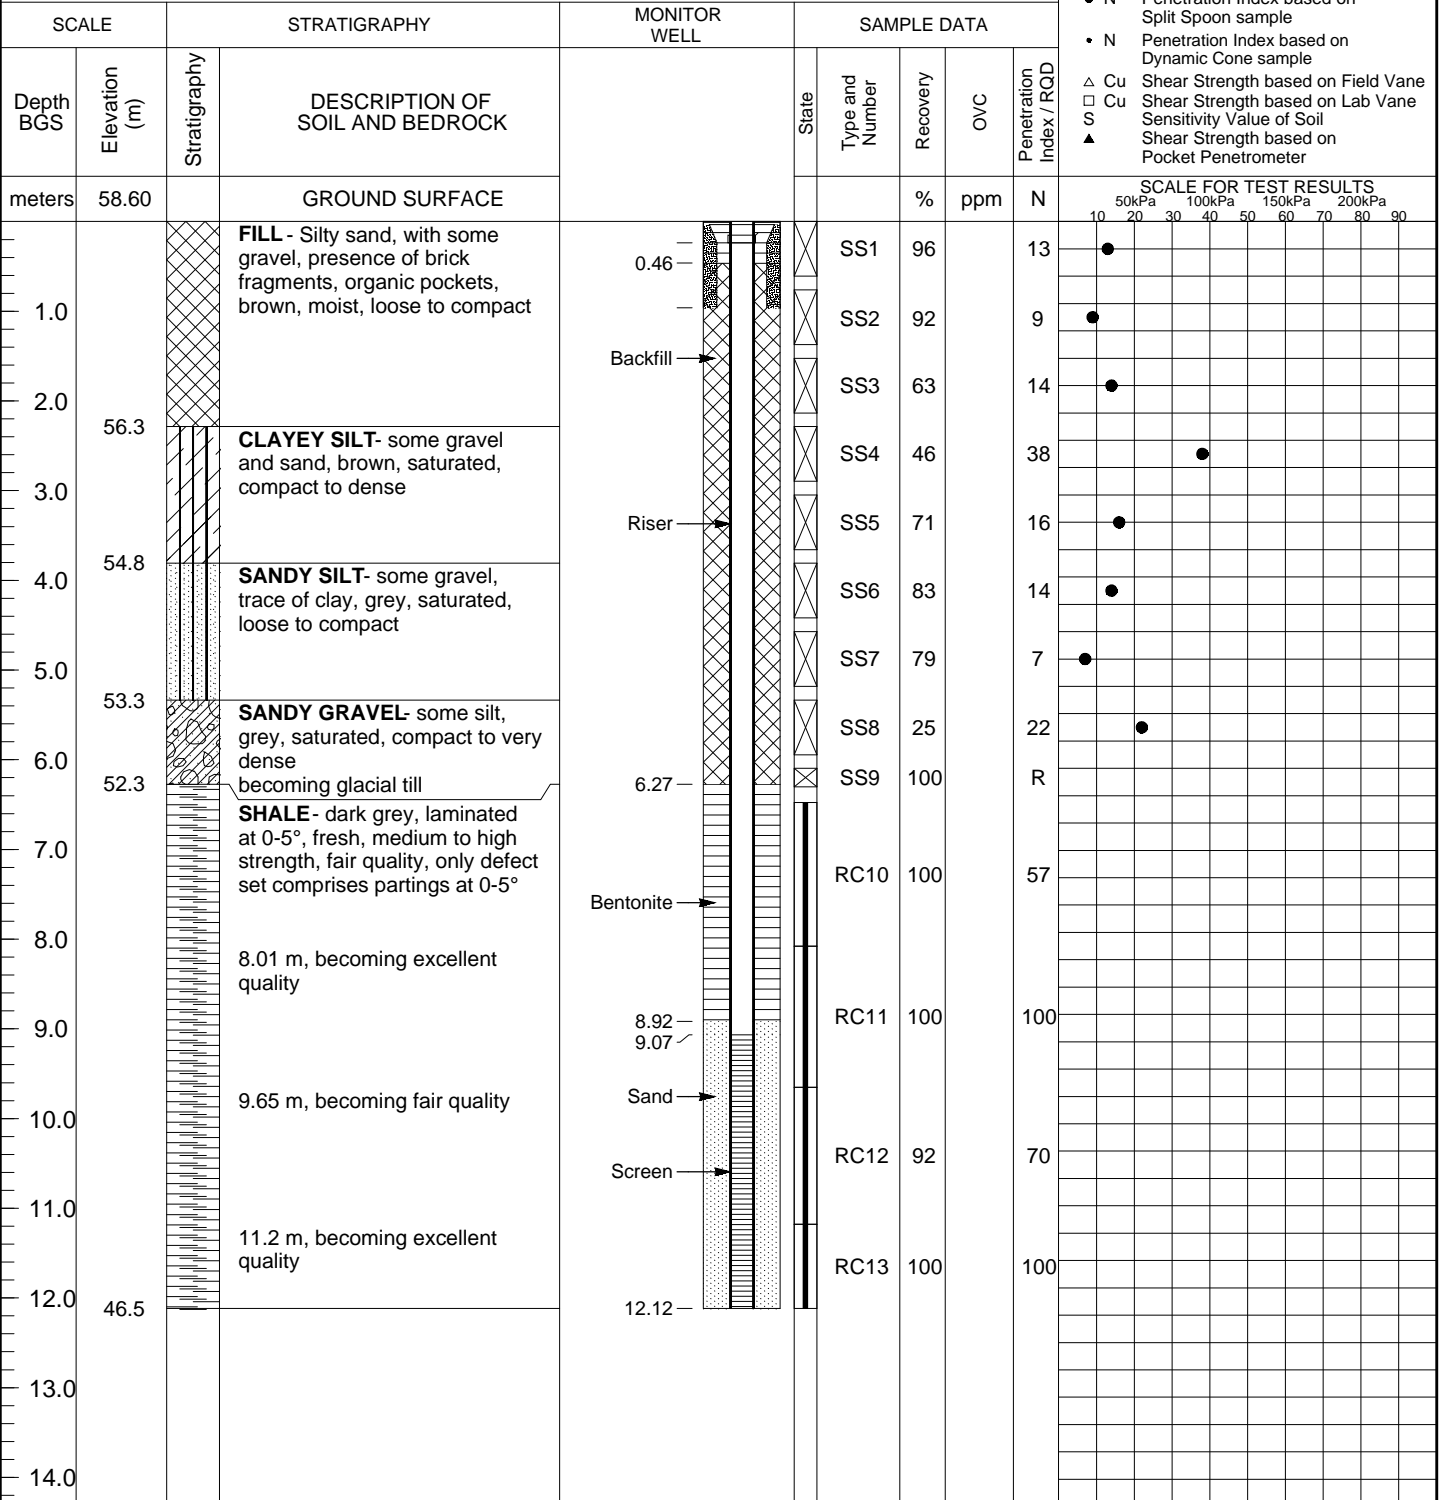 N Penetration Index based on
Split Spoon sample
N Penetration Index based on
Dynamic Cone sample
Cu Shear Strength based on Field Vane
Cu Shear Strength based on Lab Vane
S Sensitivity Value of Soil
Shear Strength based on
Pocket Penetrometer
SCALE
STRATIGRAPHY
MONITOR
WELL
SAMPLE DATA
Depth
BGS
Elevation
(m)
Stratigraphy
DESCRIPTION OF
SOIL AND BEDROCK
State
Type and
Number
Recovery
OVC
Penetration
Index / RQD
meters 58.60 GROUND SURFACE % ppm N
SCALE FOR TEST RESULTS
50kPa 100kPa 150kPa 200kPa
10 20 30 40 50 60 70 80 90
FILL - Silty sand, with some
gravel, presence of brick
fragments, organic pockets,
brown, moist, loose to compact
0.46
SS1 96 13
1.0
SS2 92 9
Backfill
SS3 63 14
2.0
56.3
CLAYEY SILT- some gravel
and sand, brown, saturated,
compact to dense
SS4 46 38
3.0
Riser
SS5 71 16
54.8
SANDY SILT- some gravel,
trace of clay, grey, saturated,
loose to compact
4.0
SS6 83 14
SS7 79 7
5.0
53.3
SANDY GRAVEL- some silt,
grey, saturated, compact to very
dense
becoming glacial till
SS8 25 22
6.0
SS9 100 R
52.3
6.27
SHALE - dark grey, laminated
at 0-5°, fresh, medium to high
strength, fair quality, only defect
set comprises partings at 0-5°
7.0
RC10 100 57
Bentonite
8.0
8.01 m, becoming excellent
quality
8.92
9.0
9.07
RC11 100 100
Sand
9.65 m, becoming fair quality
10.0
RC12 92 70
Screen
11.0
11.2 m, becoming excellent
quality
RC13 100 100
12.0
46.5
12.12
13.0
14.0